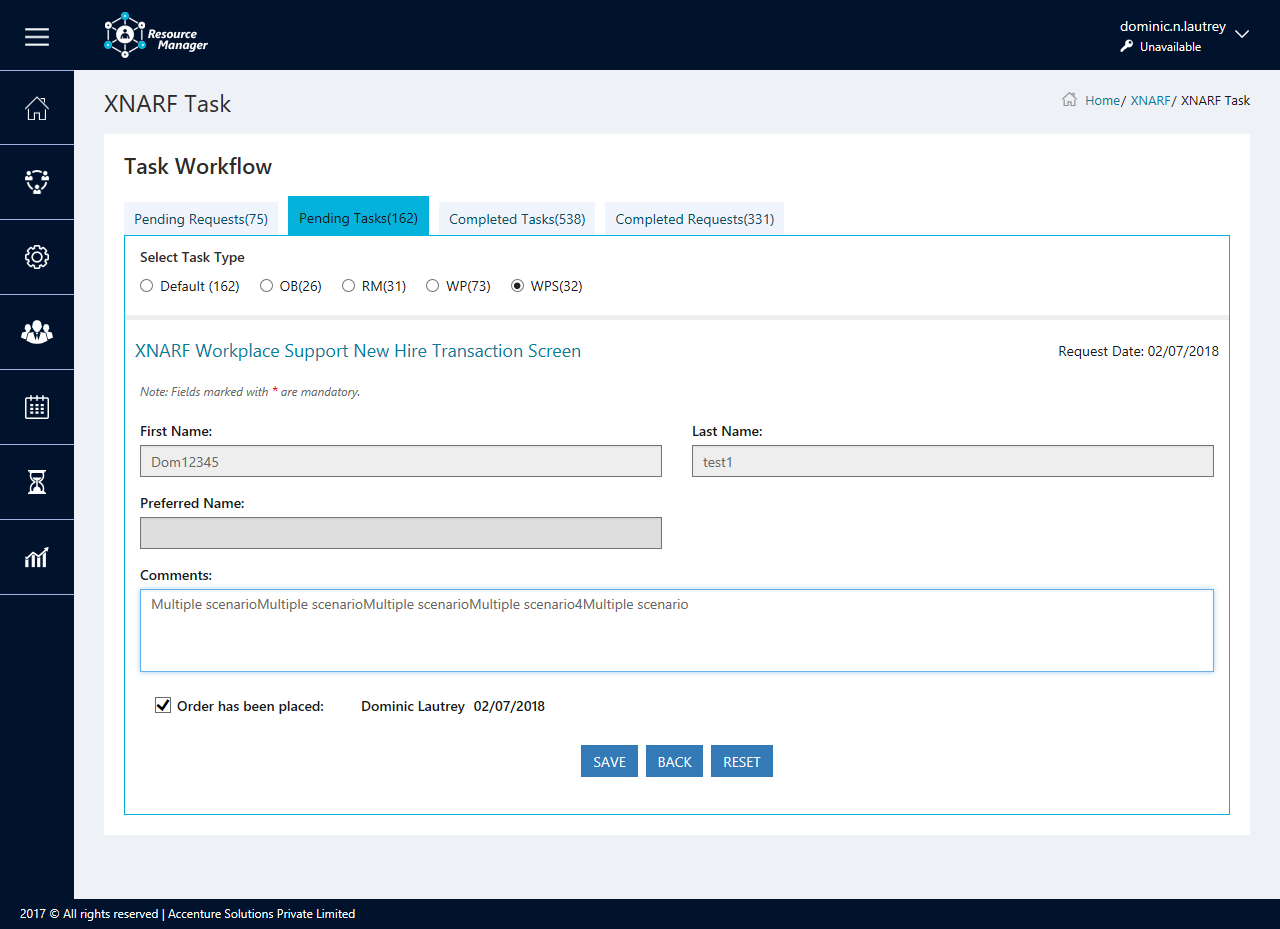 Resource Manager
dominic.n.lautrey
Unavailable
XNARF Task
Home/ XNARF/ XNARF Task
Task Workflow
Pending Requests(75) Pending Tasks(162) Completed Tasks(538) Completed Requests(331)
Select Task Type
Default (162) OB(26) RM(31) WP(73) WPS(32)
XNARF Workplace Support New Hire Transaction Screen Request Date: 02/07/2018
Note: Fields marked with * are mandatory.
First Name: Last Name:
Dom12345 test1
Preferred Name:
Comments:
Multiple scenarioMultiple scenarioMultiple scenarioMultiple scenario4Multiple scenario
Order has been placed: Dominic Lautrey 02/07/2018
SAVE BACK RESET
2017 © All rights reserved | Accenture Solutions Private Limited